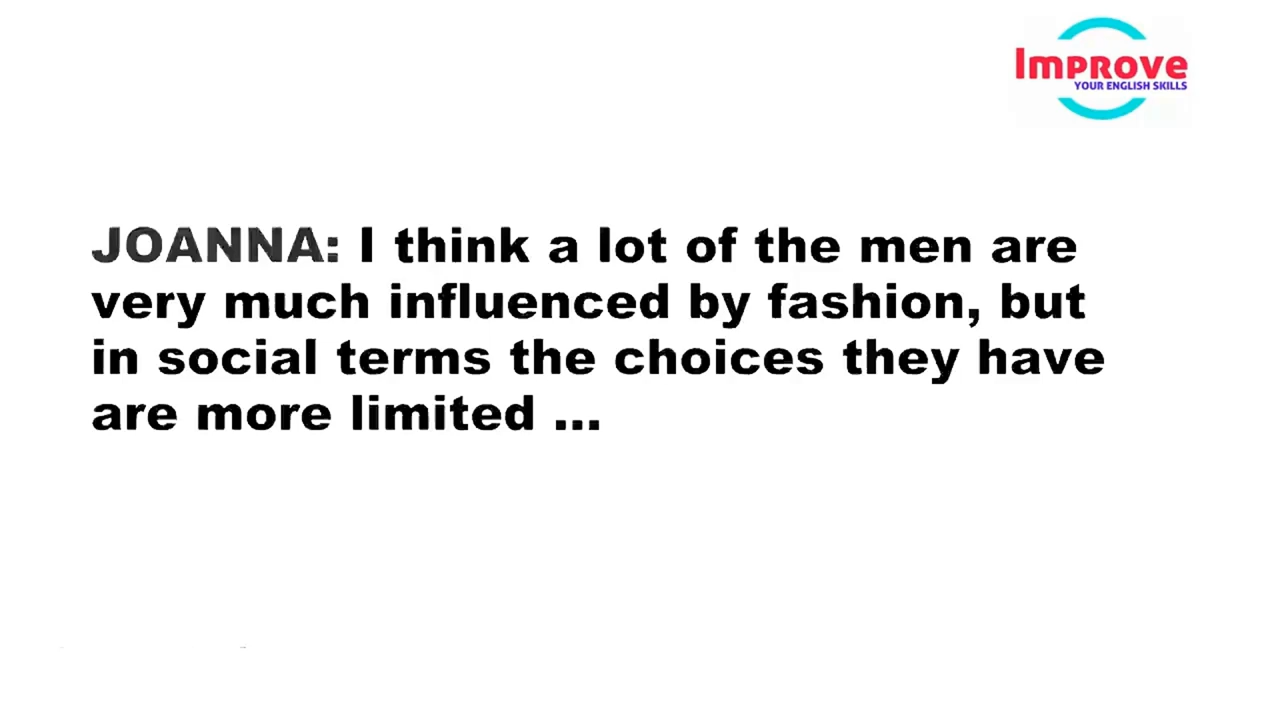 Improve
YOUR ENGLISH SKILLS
JOANNA: I think a lot of the men are
very much influenced by fashion, but
in social terms the choices they have
are more limited ...